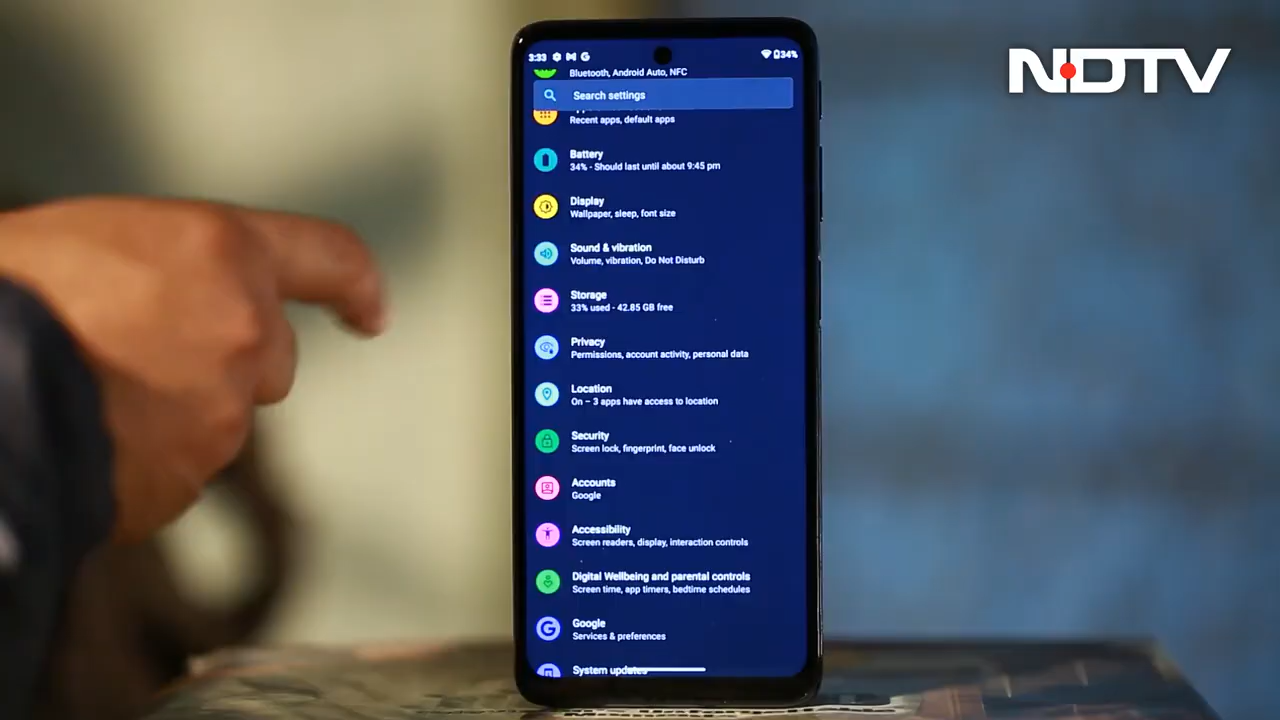 NDTV
3:33
34%
Bluetooth, Android Auto, NFC
Search settings
Recent apps, default apps
Battery
34% - Should last until about 9:45 pm
Display
Wallpaper, sleep, font size
Sound & vibration
Volume, vibration, Do Not Disturb
Storage
33% used - 42.85 GB free
Privacy
Permissions, account activity, personal data
Location
On – 3 apps have access to location
Security
Screen lock, fingerprint, face unlock
Accounts
Google
Accessibility
Screen readers, display, interaction controls
Digital Wellbeing and parental controls
Screen time, app timers, bedtime schedules
Google
Services & preferences
System updates